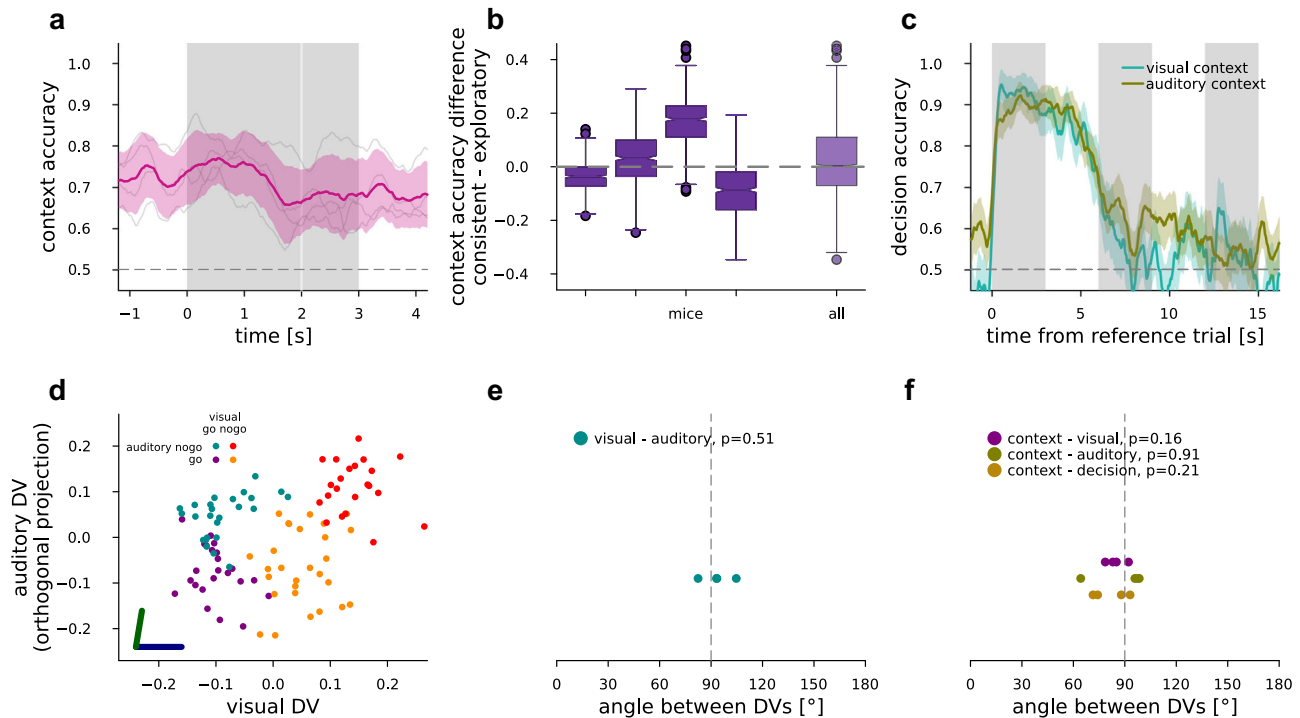 a
context accuracy
1.0
0.9
0.8
0.7
0.6
0.5
−1 0 1 2 3 4
time [s]
b
context accuracy difference
consistent - exploratory
0.4
0.2
0.0
−0.2
−0.4
mice all
c
decision accuracy
1.0
0.9
0.8
0.7
0.6
0.5
visual context
auditory context
0 5 10 15
time from reference trial [s]
d
auditory DV
(orthogonal projection)
visual
go nogo
auditory nogo
go
0.2
0.1
0.0
−0.1
−0.2
−0.2 −0.1 0.0 0.1 0.2
visual DV
e
visual - auditory, p=0.51
0 30 60 90 120 150 180
angle between DVs [°]
f
context - visual, p=0.16
context - auditory, p=0.91
context - decision, p=0.21
0 30 60 90 120 150 180
angle between DVs [°]